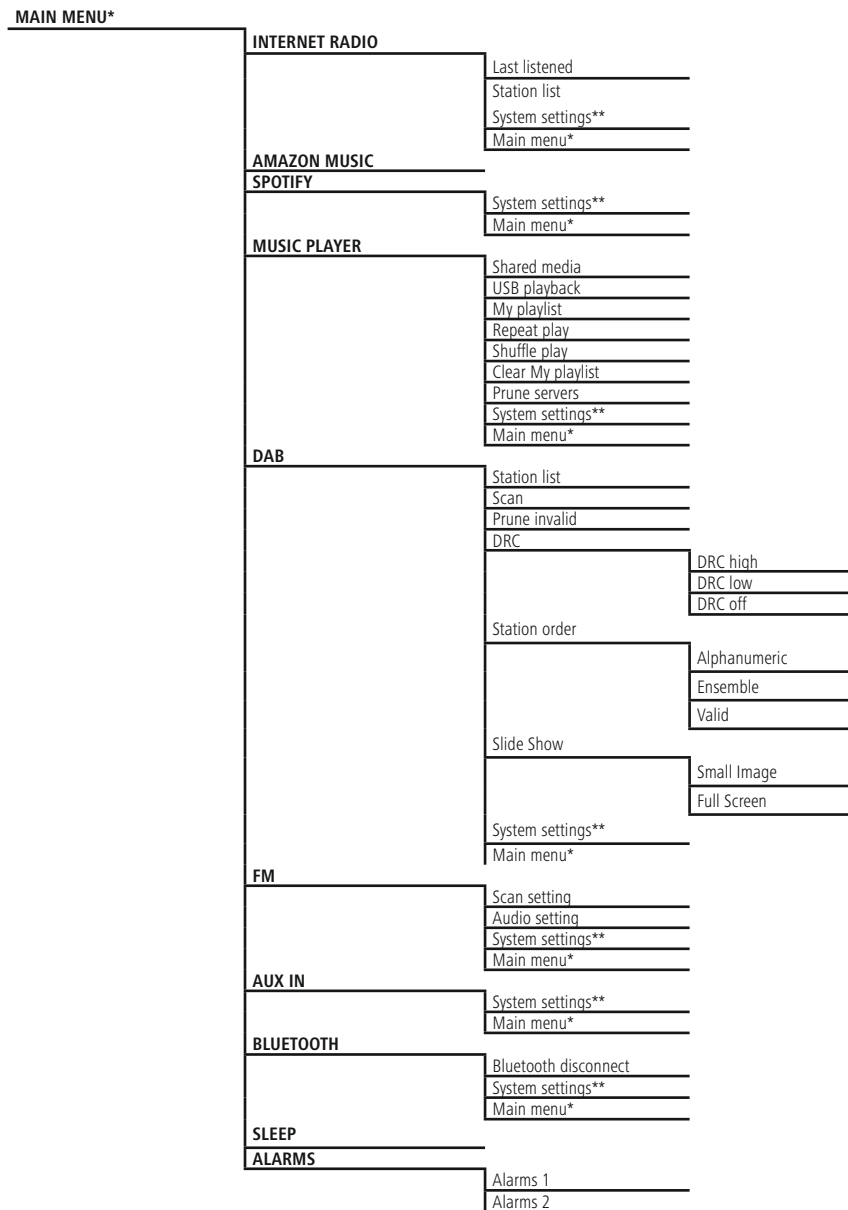 MAIN MENU*
INTERNET RADIO
Last listened
Station list
System settings**
Main menu*
AMAZON MUSIC
SPOTIFY
System settings**
Main menu*
MUSIC PLAYER
Shared media
USB playback
My playlist
Repeat play
Shuffle play
Clear My playlist
Prune servers
System settings**
Main menu*
DAB
Station list
Scan
Prune invalid
DRC
DRC high
DRC low
DRC off
Station order
Alphanumeric
Ensemble
Valid
Slide Show
Small Image
Full Screen
System settings**
Main menu*
FM
Scan setting
Audio setting
System settings**
Main menu*
AUX IN
System settings**
Main menu*
BLUETOOTH
Bluetooth disconnect
System settings**
Main menu*
SLEEP
ALARMS
Alarms 1
Alarms 2